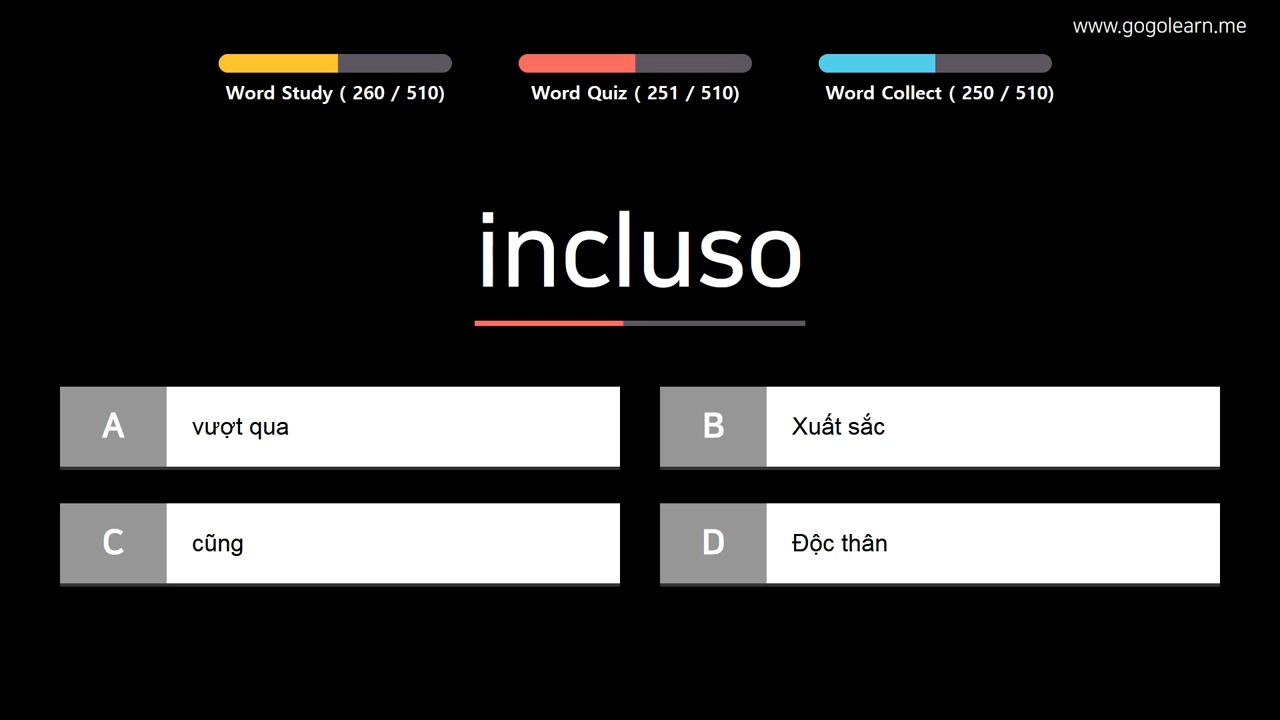 www.gogolearn.me
Word Study ( 260 / 510)
Word Quiz ( 251 / 510)
Word Collect ( 250 / 510)
incluso
A vượt qua
B Xuất sắc
C cũng
D Độc thân